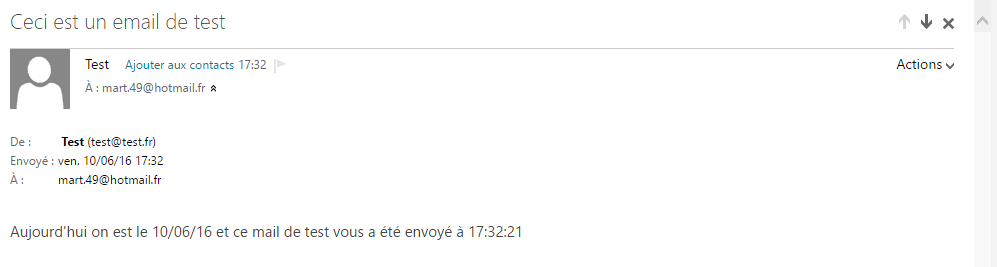 Ceci est un email de test
Test Ajouter aux contacts 17:32
Actions
À : mart.49@hotmail.fr
De : Test (test@test.fr)
Envoyé : ven. 10/06/16 17:32
À : mart.49@hotmail.fr
Aujourd'hui on est le 10/06/16 et ce mail de test vous a été envoyé à 17:32:21